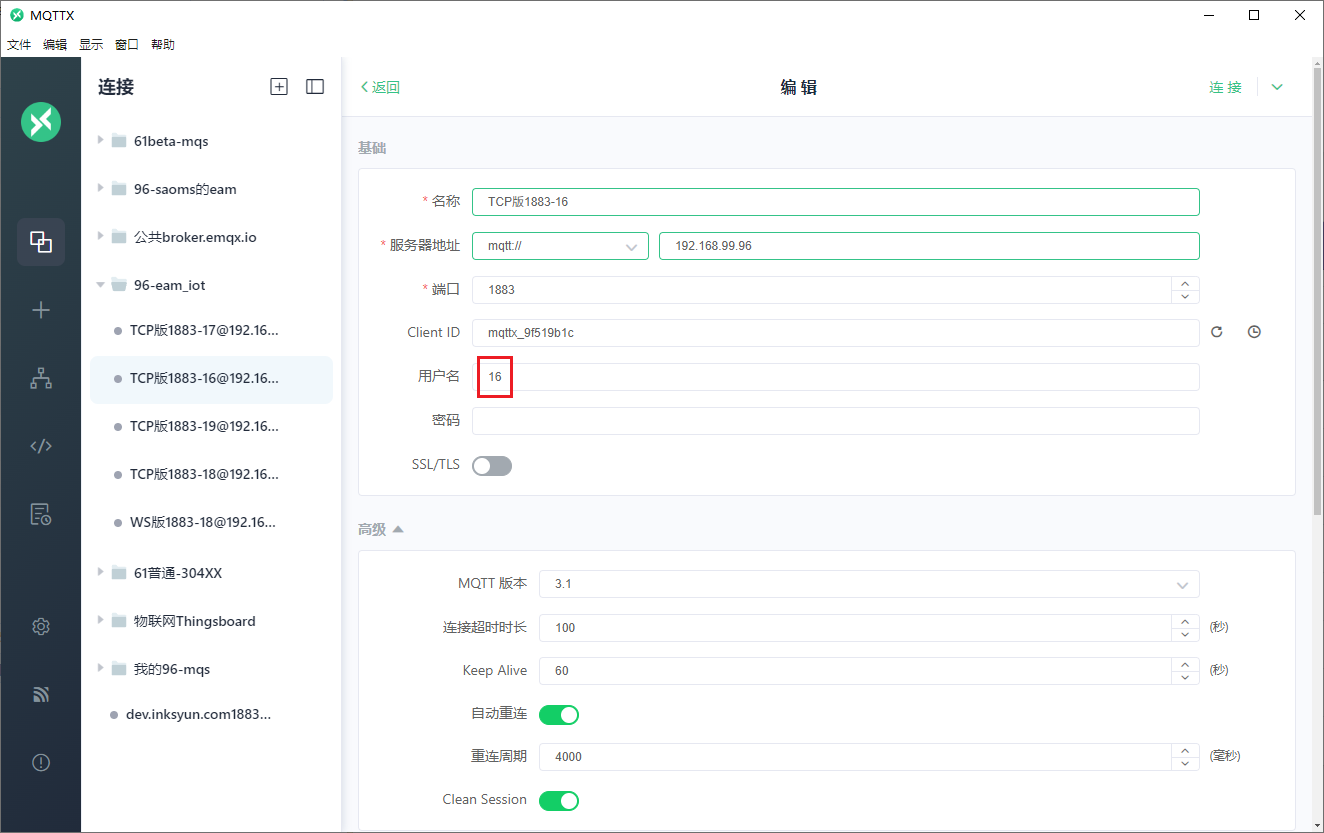 MQTTX
文件 编辑 显示 窗口 帮助
连接
61beta-mqs
96-saoms的eam
公共broker.emqx.io
96-eam_iot
TCP版1883-17@192.16...
TCP版1883-16@192.16...
TCP版1883-19@192.16...
TCP版1883-18@192.16...
WS版1883-18@192.16...
61普通-304XX
物联网Thingsboard
我的96-mqs
dev.inksyun.com1883...
返回
编 辑
连 接
基础
* 名称 TCP版1883-16
* 服务器地址 mqtt:// 192.168.99.96
* 端口 1883
Client ID mqttx_9f519b1c
用户名 16
密码
SSL/TLS
高级
MQTT 版本 3.1
连接超时时长 100 (秒)
Keep Alive 60 (秒)
自动重连
重连周期 4000 (毫秒)
Clean Session